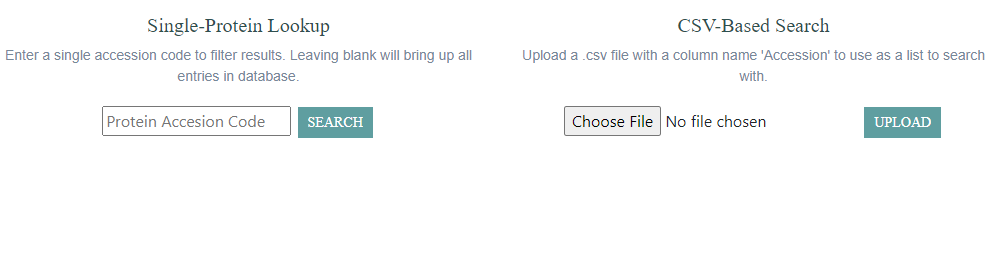 Single-Protein Lookup
Enter a single accession code to filter results. Leaving blank will bring up all
entries in database.
Protein Accesion Code
SEARCH
CSV-Based Search
Upload a .csv file with a column name 'Accession' to use as a list to search
with.
Choose File No file chosen
UPLOAD